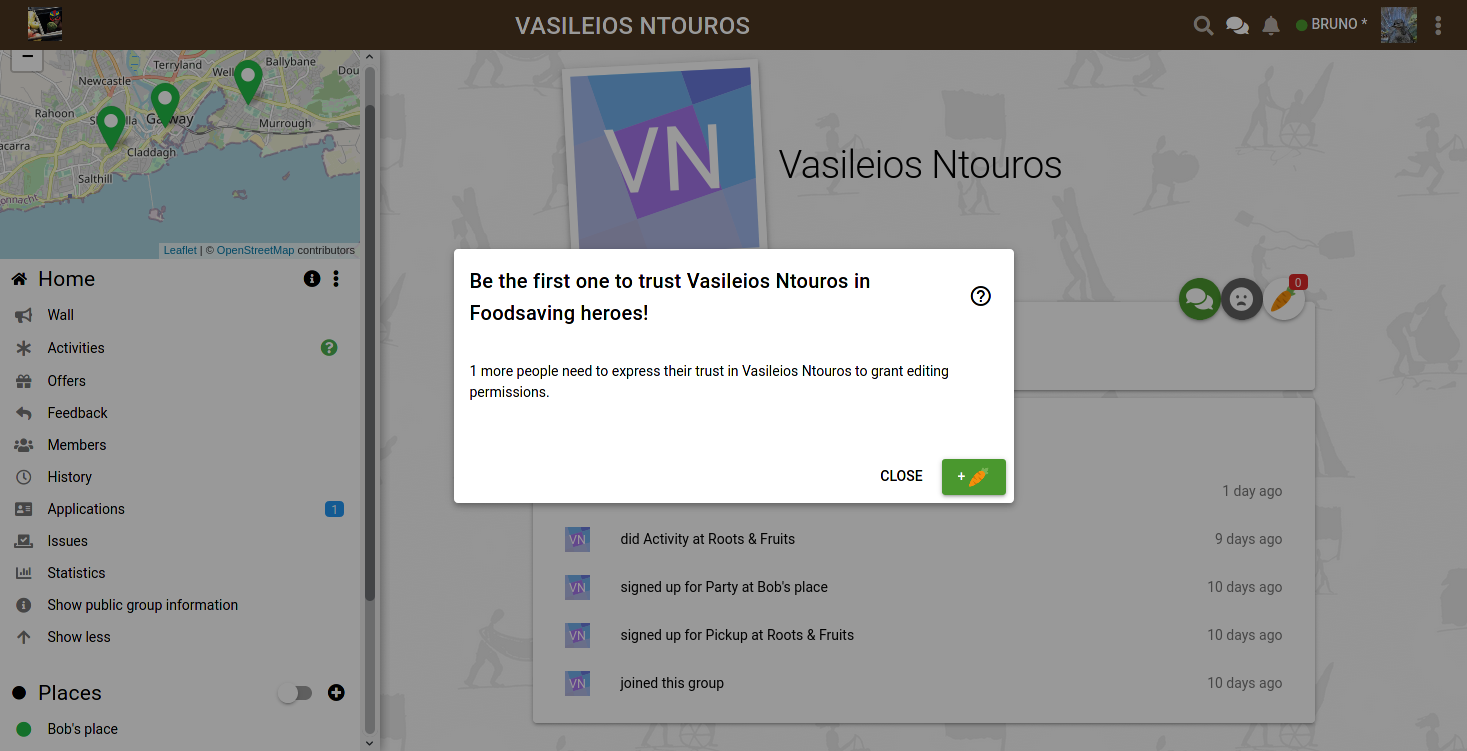 VASILEIOS NTOUROS
BRUNO *
−
Terryland
Ballybane
Newcastle
Rahoon
Galway
Murrough
Claddagh
Salthill
Leaflet | © OpenStreetMap contributors
Home
Wall
Activities
Offers
Feedback
Members
History
Applications
1
Issues
Statistics
Show public group information
Show less
Places
Bob's place
VN
Vasileios Ntouros
0
Be the first one to trust Vasileios Ntouros in
Foodsaving heroes!
1 more people need to express their trust in Vasileios Ntouros to grant editing
permissions.
CLOSE
+
1 day ago
VN
did Activity at Roots & Fruits
9 days ago
VN
signed up for Party at Bob's place
10 days ago
VN
signed up for Pickup at Roots & Fruits
10 days ago
VN
joined this group
10 days ago